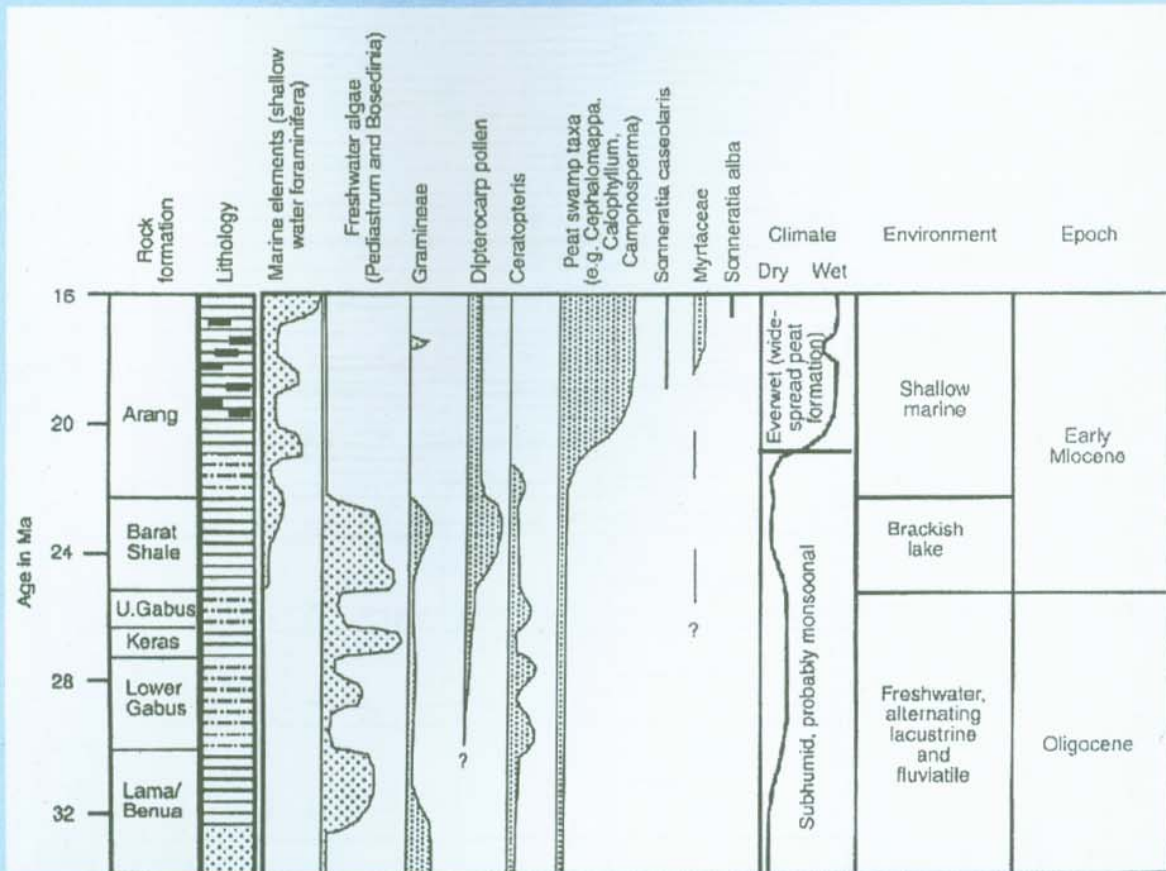 Rock
formation
Lithology
Marine elements (shallow
water foraminifera)
Freshwater algae
(Pediastrum and Bosedinia)
Gramineae
Dipterocarp pollen
Ceratopteris
Peat swamp taxa
(e.g. Cephalomappa,
Calophyllum,
Campnosperma)
Sonneratia caseolaris
Myrtaceae
Sonneratia alba
Climate
Dry Wet
Environment
Epoch
Age in Ma
16
20
24
28
32
Arang
Barat
Shale
U.Gabus
Keras
Lower
Gabus
Lama/
Benua
?
?
Everwet (wide-
spread peat
formation)
Subhumid, probably monsoonal
Shallow
marine
Brackish
lake
Freshwater,
alternating
lacustrine
and
fluviatile
Early
Miocene
Oligocene